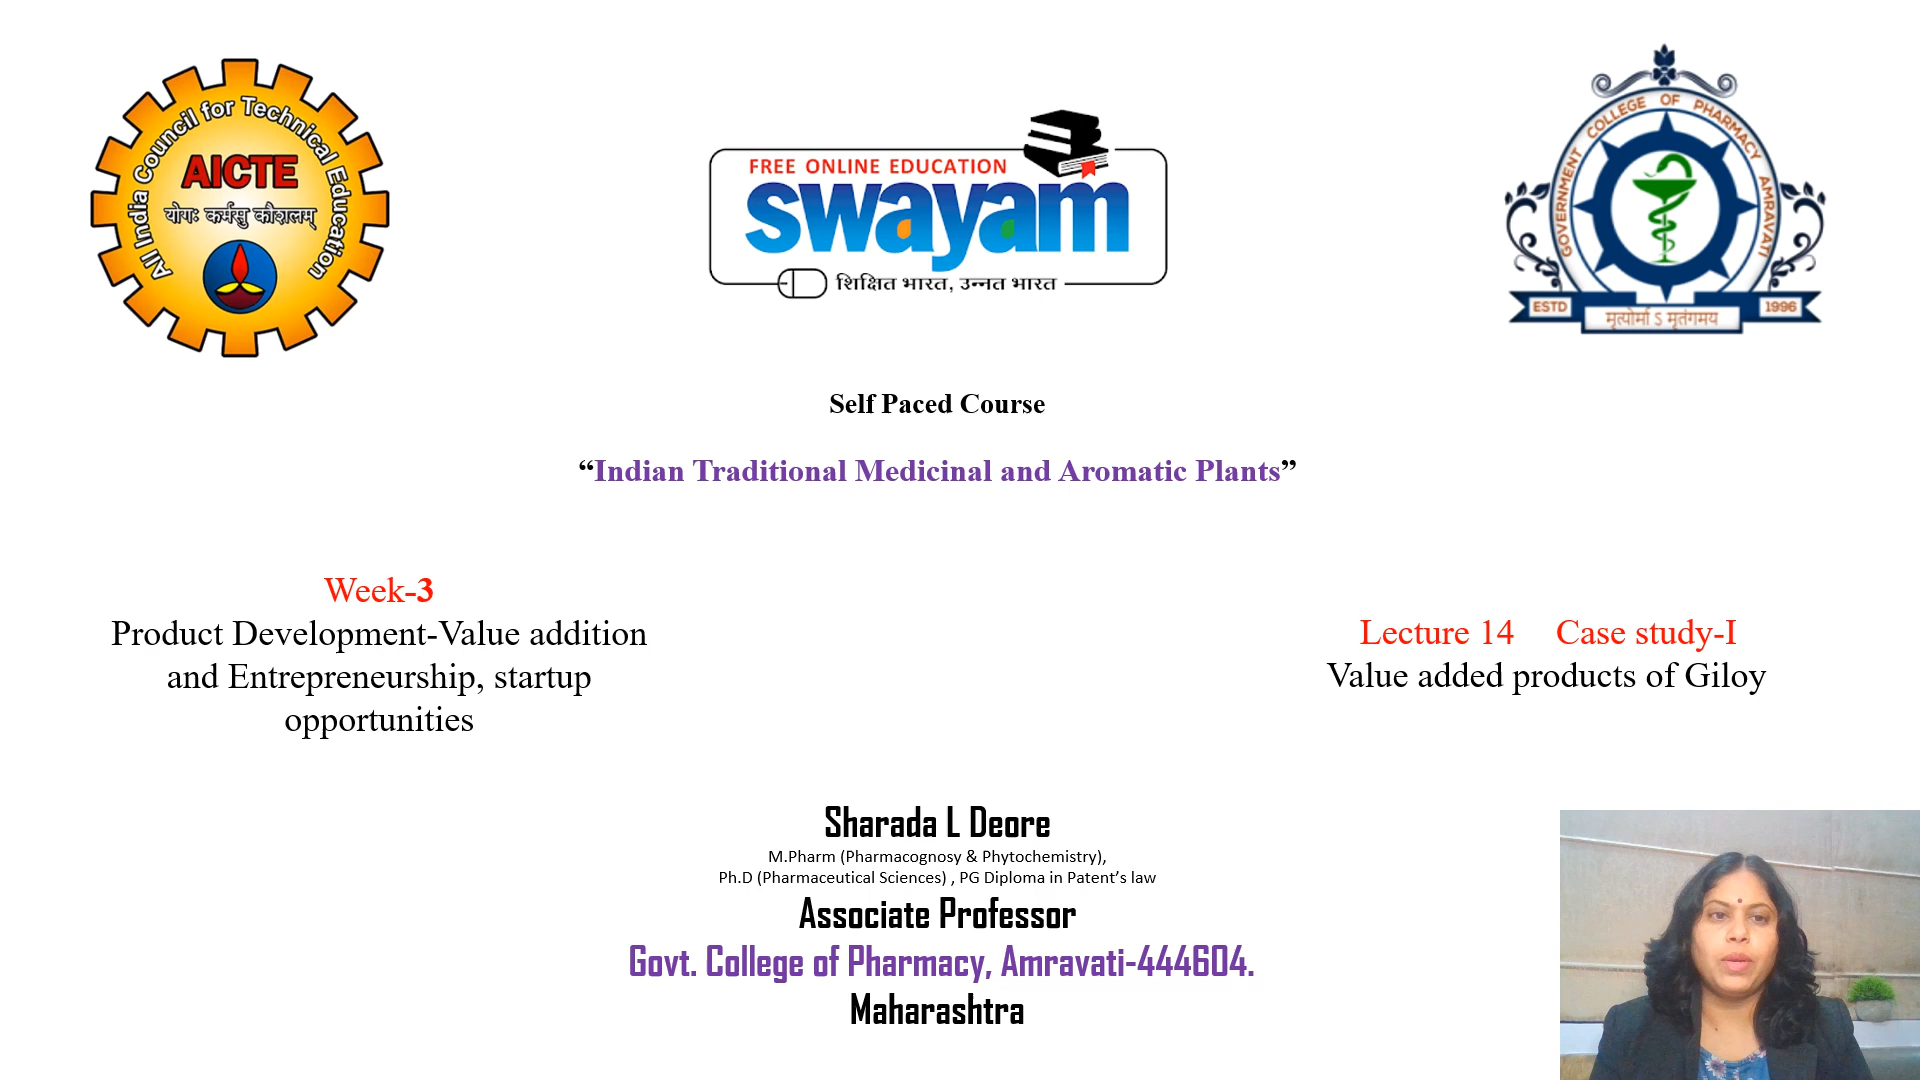 All India Council for Technical Education
AICTE
योगः कर्मसु कौशलम्
FREE ONLINE EDUCATION
swayam
शिक्षित भारत, उन्नत भारत
GOVERNMENT COLLEGE OF PHARMACY AMRAVATI
ESTD
1996
मृत्योर्मा ऽ मृतंगमय
Self Paced Course
“Indian Traditional Medicinal and Aromatic Plants”
Week-3
Product Development-Value addition
and Entrepreneurship, startup
opportunities
Lecture 14 Case study-I
Value added products of Giloy
Sharada L Deore
M.Pharm (Pharmacognosy & Phytochemistry),
Ph.D (Pharmaceutical Sciences) , PG Diploma in Patent’s law
Associate Professor
Govt. College of Pharmacy, Amravati-444604.
Maharashtra